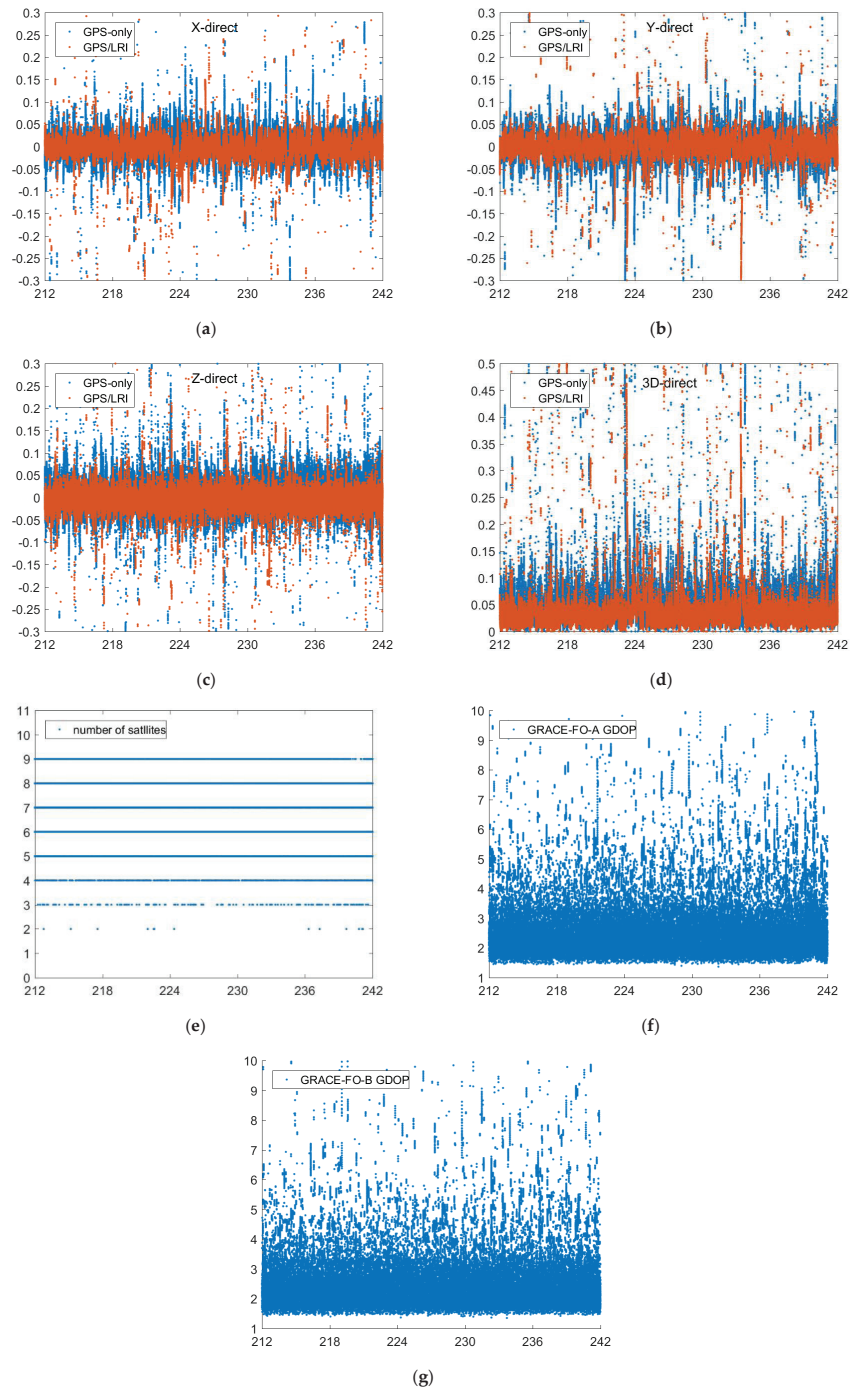 0.3
0.25
0.2
0.15
0.1
0.05
0
-0.05
-0.1
-0.15
-0.2
-0.25
-0.3
GPS-only
GPS/LRI
X-direct
212 218 224 230 236 242
(a)
0.3
0.25
0.2
0.15
0.1
0.05
0
-0.05
-0.1
-0.15
-0.2
-0.25
-0.3
GPS-only
GPS/LRI
Y-direct
212 218 224 230 236 242
(b)
0.3
0.25
0.2
0.15
0.1
0.05
0
-0.05
-0.1
-0.15
-0.2
-0.25
-0.3
GPS-only
GPS/LRI
Z-direct
212 218 224 230 236 242
(c)
0.5
0.45
0.4
0.35
0.3
0.25
0.2
0.15
0.1
0.05
0
GPS-only
GPS/LRI
3D-direct
212 218 224 230 236 242
(d)
11
10
9
8
7
6
5
4
3
2
1
0
number of satllites
212 218 224 230 236 242
(e)
10
9
8
7
6
5
4
3
2
1
GRACE-FO-A GDOP
212 218 224 230 236 242
(f)
10
9
8
7
6
5
4
3
2
1
GRACE-FO-B GDOP
212 218 224 230 236 242
(g)